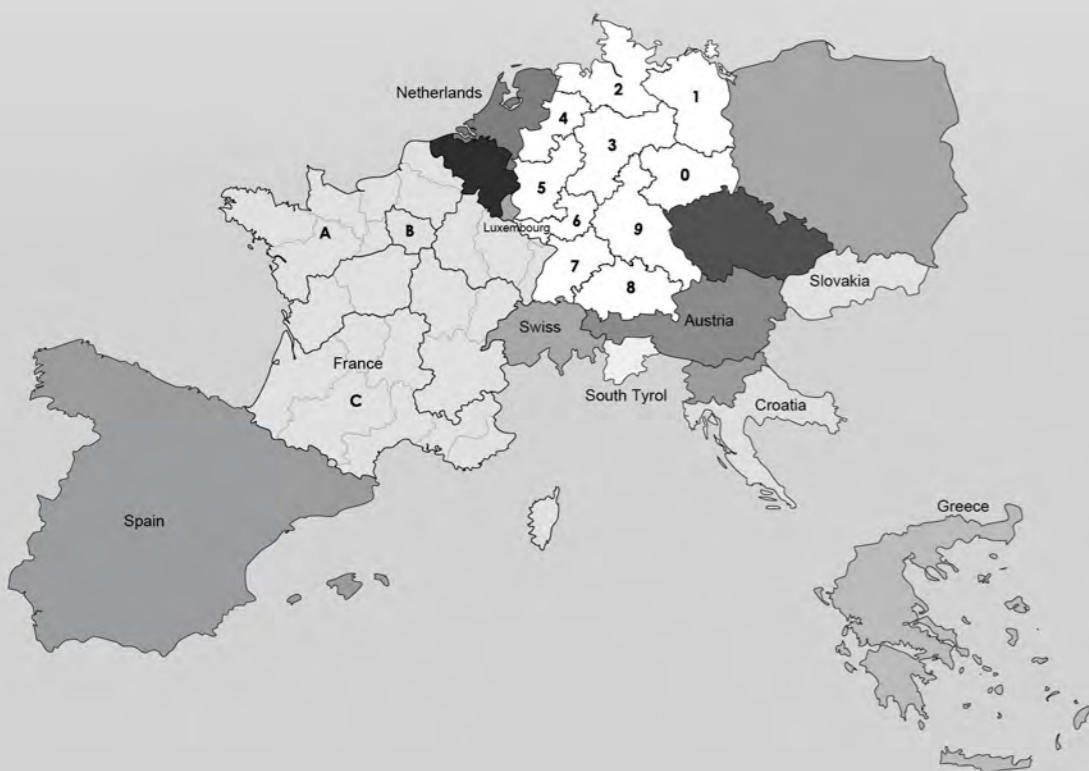 2
1
Netherlands
4
3
0
5
6
Luxembourg
A
B
9
7
8
Slovakia
Swiss
Austria
France
South Tyrol
C
Croatia
Greece
Spain